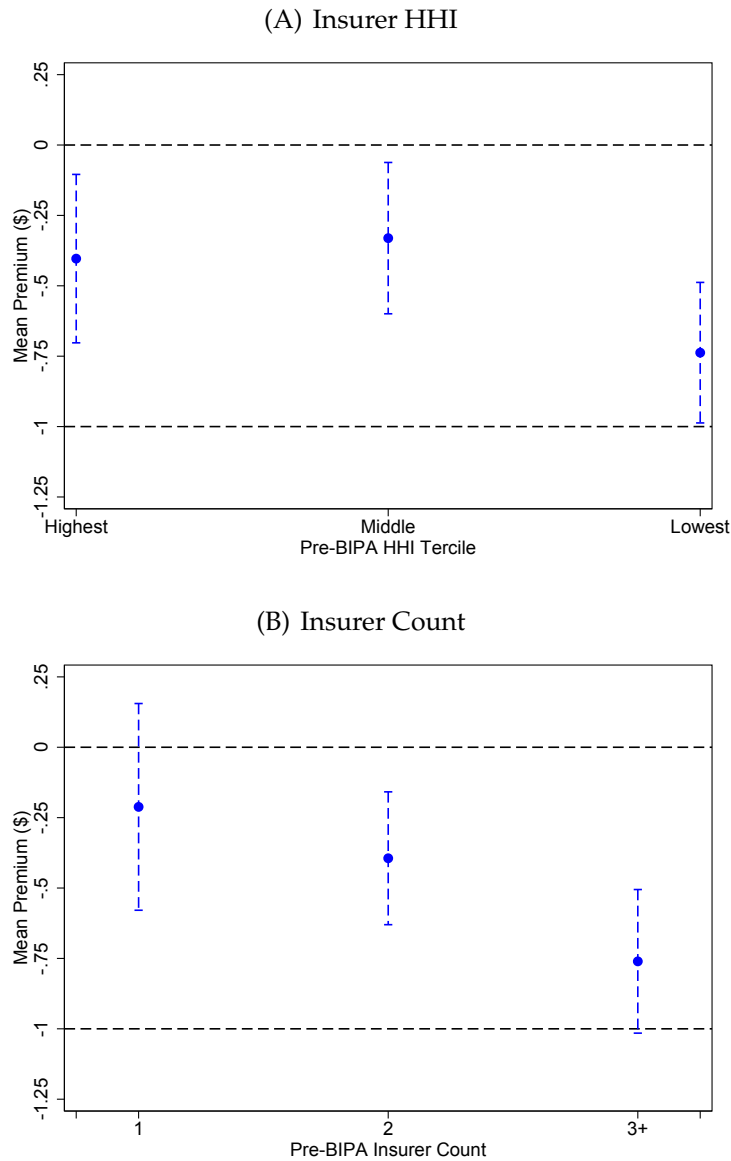 (A) Insurer HHI
.25
0
-.25
-.5
-.75
-1
-1.25
Mean Premium ($)
Highest Middle Lowest
Pre-BIPA HHI Tercile
(B) Insurer Count
.25
0
-.25
-.5
-.75
-1
-1.25
Mean Premium ($)
1 2 3+
Pre-BIPA Insurer Count